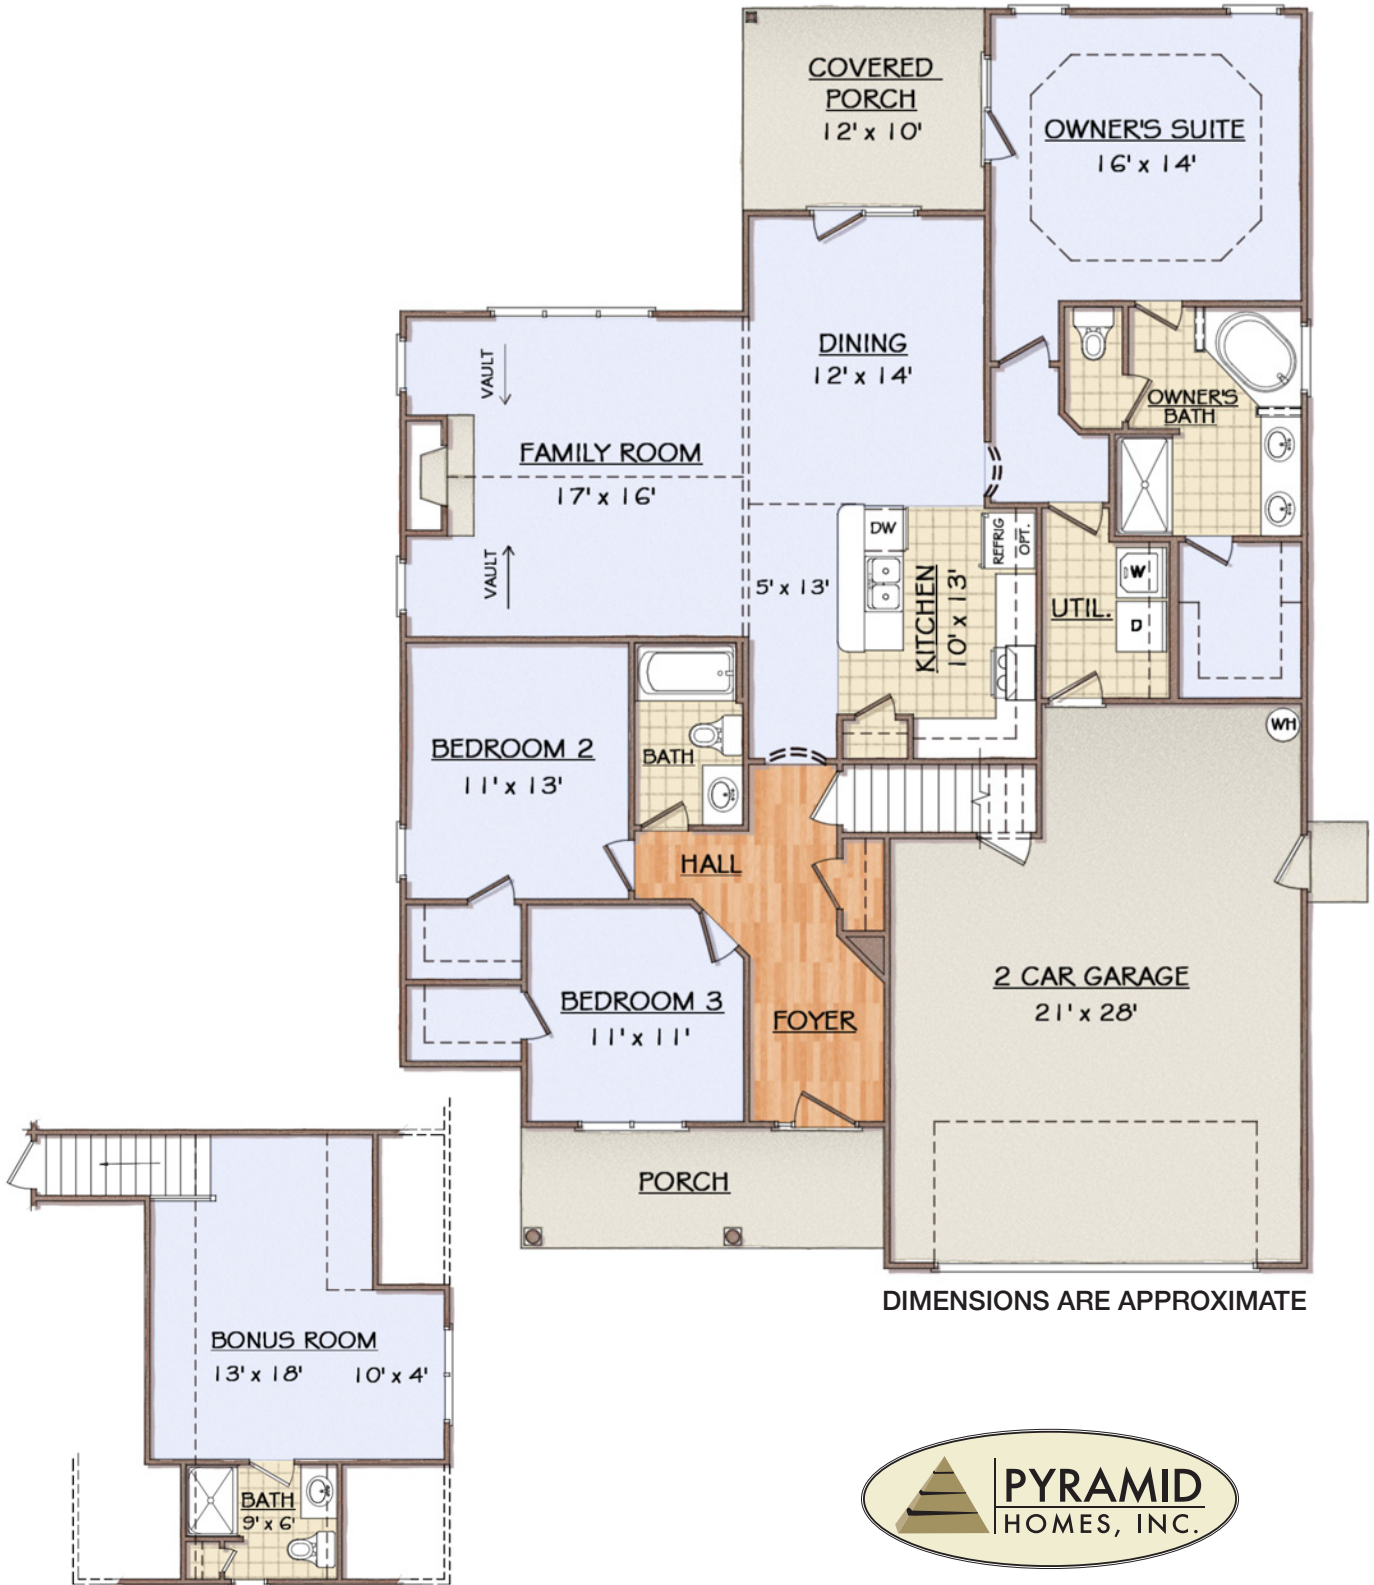 COVERED
PORCH
12' x 10'
OWNER'S SUITE
16' x 14'
DINING
12' x 14'
VAULT
OWNER'S
BATH
FAMILY ROOM
17' x 16'
DW
REFRIG
OPT.
VAULT
5' x 13'
KITCHEN
10' x 13'
UTIL.
W
D
WH
BEDROOM 2
11' x 13'
BATH
HALL
2 CAR GARAGE
21' x 28'
BEDROOM 3
11' x 11'
FOYER
PORCH
DIMENSIONS ARE APPROXIMATE
BONUS ROOM
13' x 18'
10' x 4'
BATH
9' x 6'
PYRAMID
HOMES, INC.